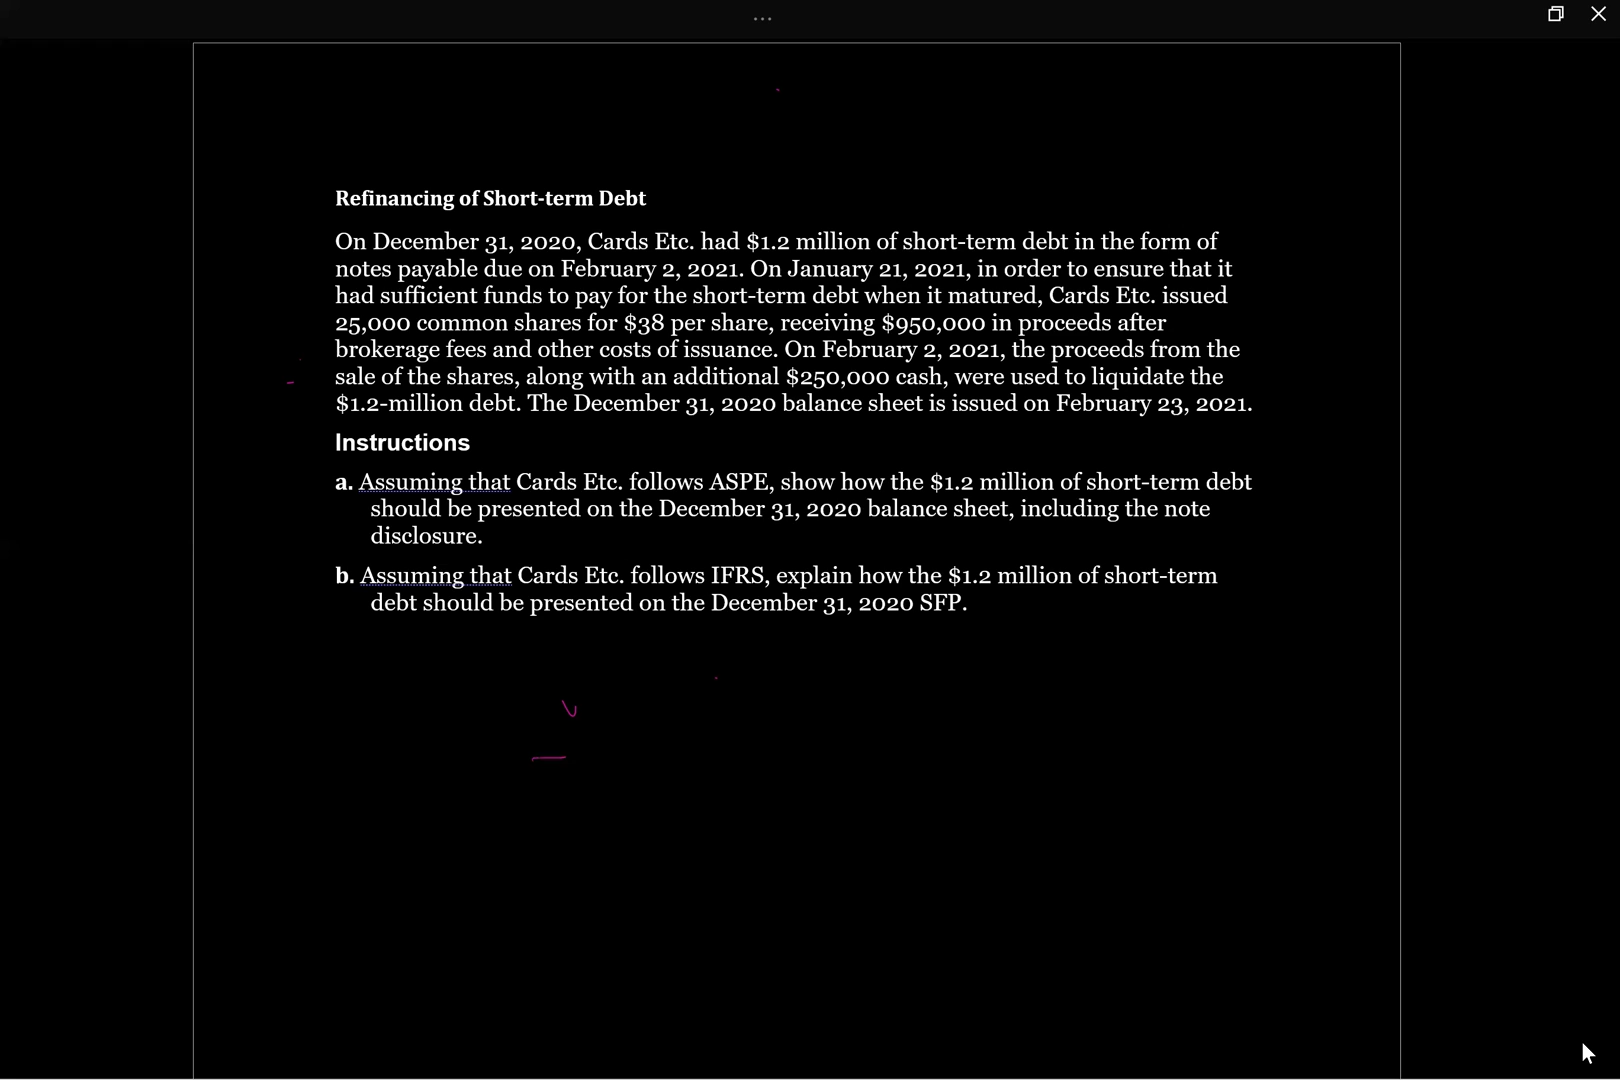 Refinancing of Short-term Debt
On December 31, 2020, Cards Etc. had $1.2 million of short-term debt in the form of
notes payable due on February 2, 2021. On January 21, 2021, in order to ensure that it
had sufficient funds to pay for the short-term debt when it matured, Cards Etc. issued
25,000 common shares for $38 per share, receiving $950,000 in proceeds after
brokerage fees and other costs of issuance. On February 2, 2021, the proceeds from the
sale of the shares, along with an additional $250,000 cash, were used to liquidate the
$1.2-million debt. The December 31, 2020 balance sheet is issued on February 23, 2021.
Instructions
a. Assuming that Cards Etc. follows ASPE, show how the $1.2 million of short-term debt
should be presented on the December 31, 2020 balance sheet, including the note
disclosure.
b. Assuming that Cards Etc. follows IFRS, explain how the $1.2 million of short-term
debt should be presented on the December 31, 2020 SFP.